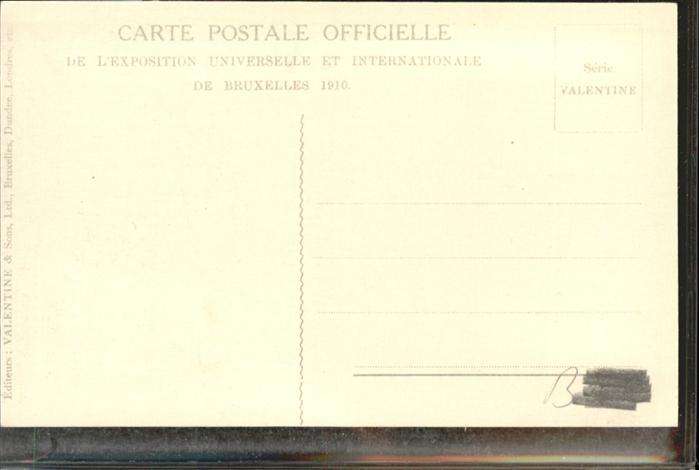 CARTE POSTALE OFFICIELLE
DE L'EXPOSITION UNIVERSELLE ET INTERNATIONALE
DE BRUXELLES 1910.
Série
VALENTINE
Éditeurs : VALENTINE & Sons, Ltd., Bruxelles, Dundee, Londres, etc.
B